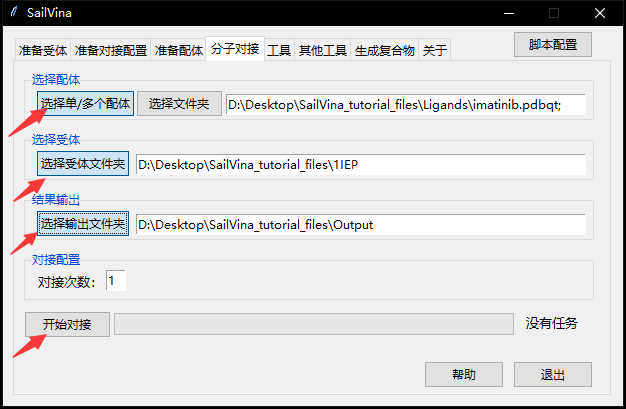 SailVina
脚本配置
准备受体 准备对接配置 准备配体 分子对接 工具 其他工具 生成复合物 关于
选择配体
选择单/多个配体 选择文件夹 D:\Desktop\SailVina_tutorial_files\Ligands\imatinib.pdbqt;
选择受体
选择受体文件夹 D:\Desktop\SailVina_tutorial_files\1IEP
结果输出
选择输出文件夹 D:\Desktop\SailVina_tutorial_files\Output
对接配置
对接次数: 1
开始对接 没有任务
帮助 退出